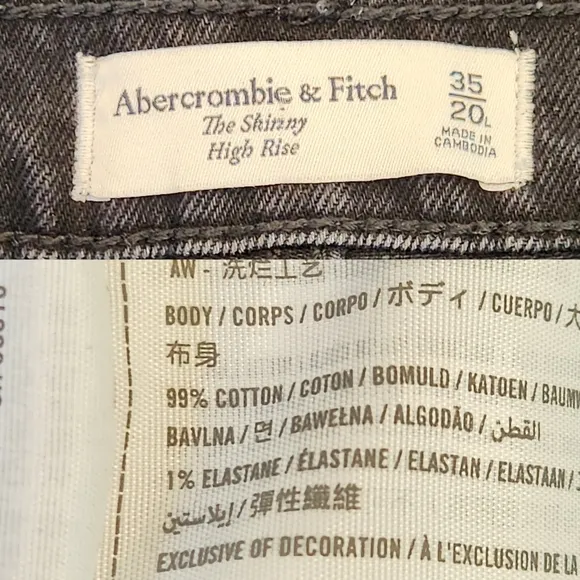 Abercrombie & Fitch
The Skinny
High Rise
35
20L
MADE IN
CAMBODIA
AW - 洗烂工艺
BODY / CORPS / CORPO / ボディ / CUERPO / 大
布身
99% COTTON / COTON / BOMULD / KATOEN / BAUMW
BAVLNA / 면 / BAWEŁNA / ALGODÃO / القطن
1% ELASTANE / ÉLASTANE / ELASTAN / ELASTAAN /
إيلاستين / 彈性纖維
EXCLUSIVE OF DECORATION / À L'EXCLUSION DE LA